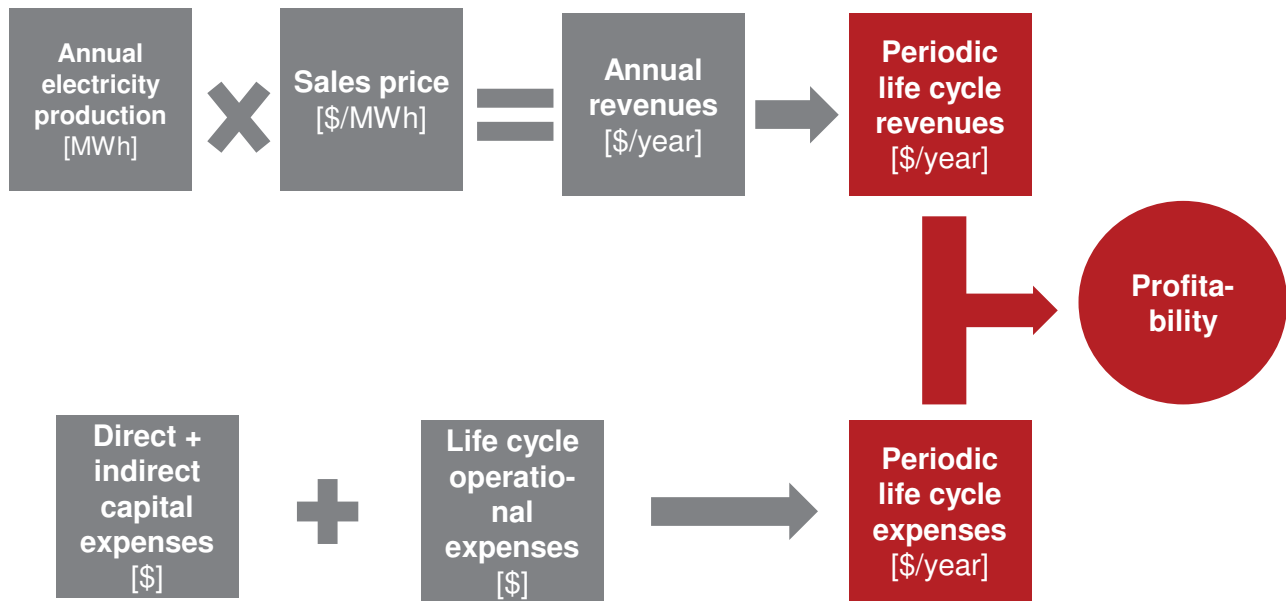 Annual
electricity
production
[MWh]
Sales price
[$/MWh]
Annual
revenues
[$/year]
Periodic
life cycle
revenues
[$/year]
Profita-
bility
Direct +
indirect
capital
expenses
[$]
Life cycle
operatio-
nal
expenses
[$]
Periodic
life cycle
expenses
[$/year]